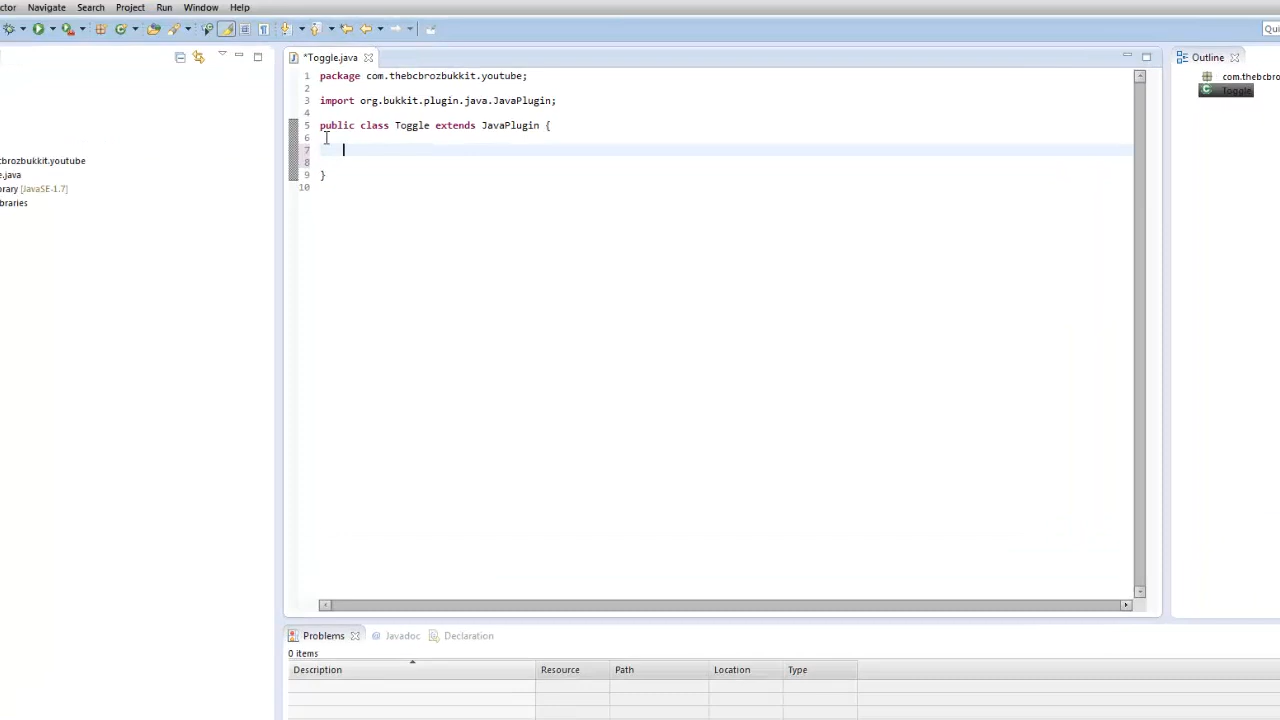 ctor Navigate Search Project Run Window Help
Qui
*Toggle.java
Outline
1 package com.thebcbrozbukkit.youtube;
com.thebcbro
2
Toggle
3 import org.bukkit.plugin.java.JavaPlugin;
4
5 public class Toggle extends JavaPlugin {
6
7
8
9 }
10
cbrozbukkit.youtube
e.java
rary [JavaSE-1.7]
braries
Problems Javadoc Declaration
0 items
Description Resource Path Location Type